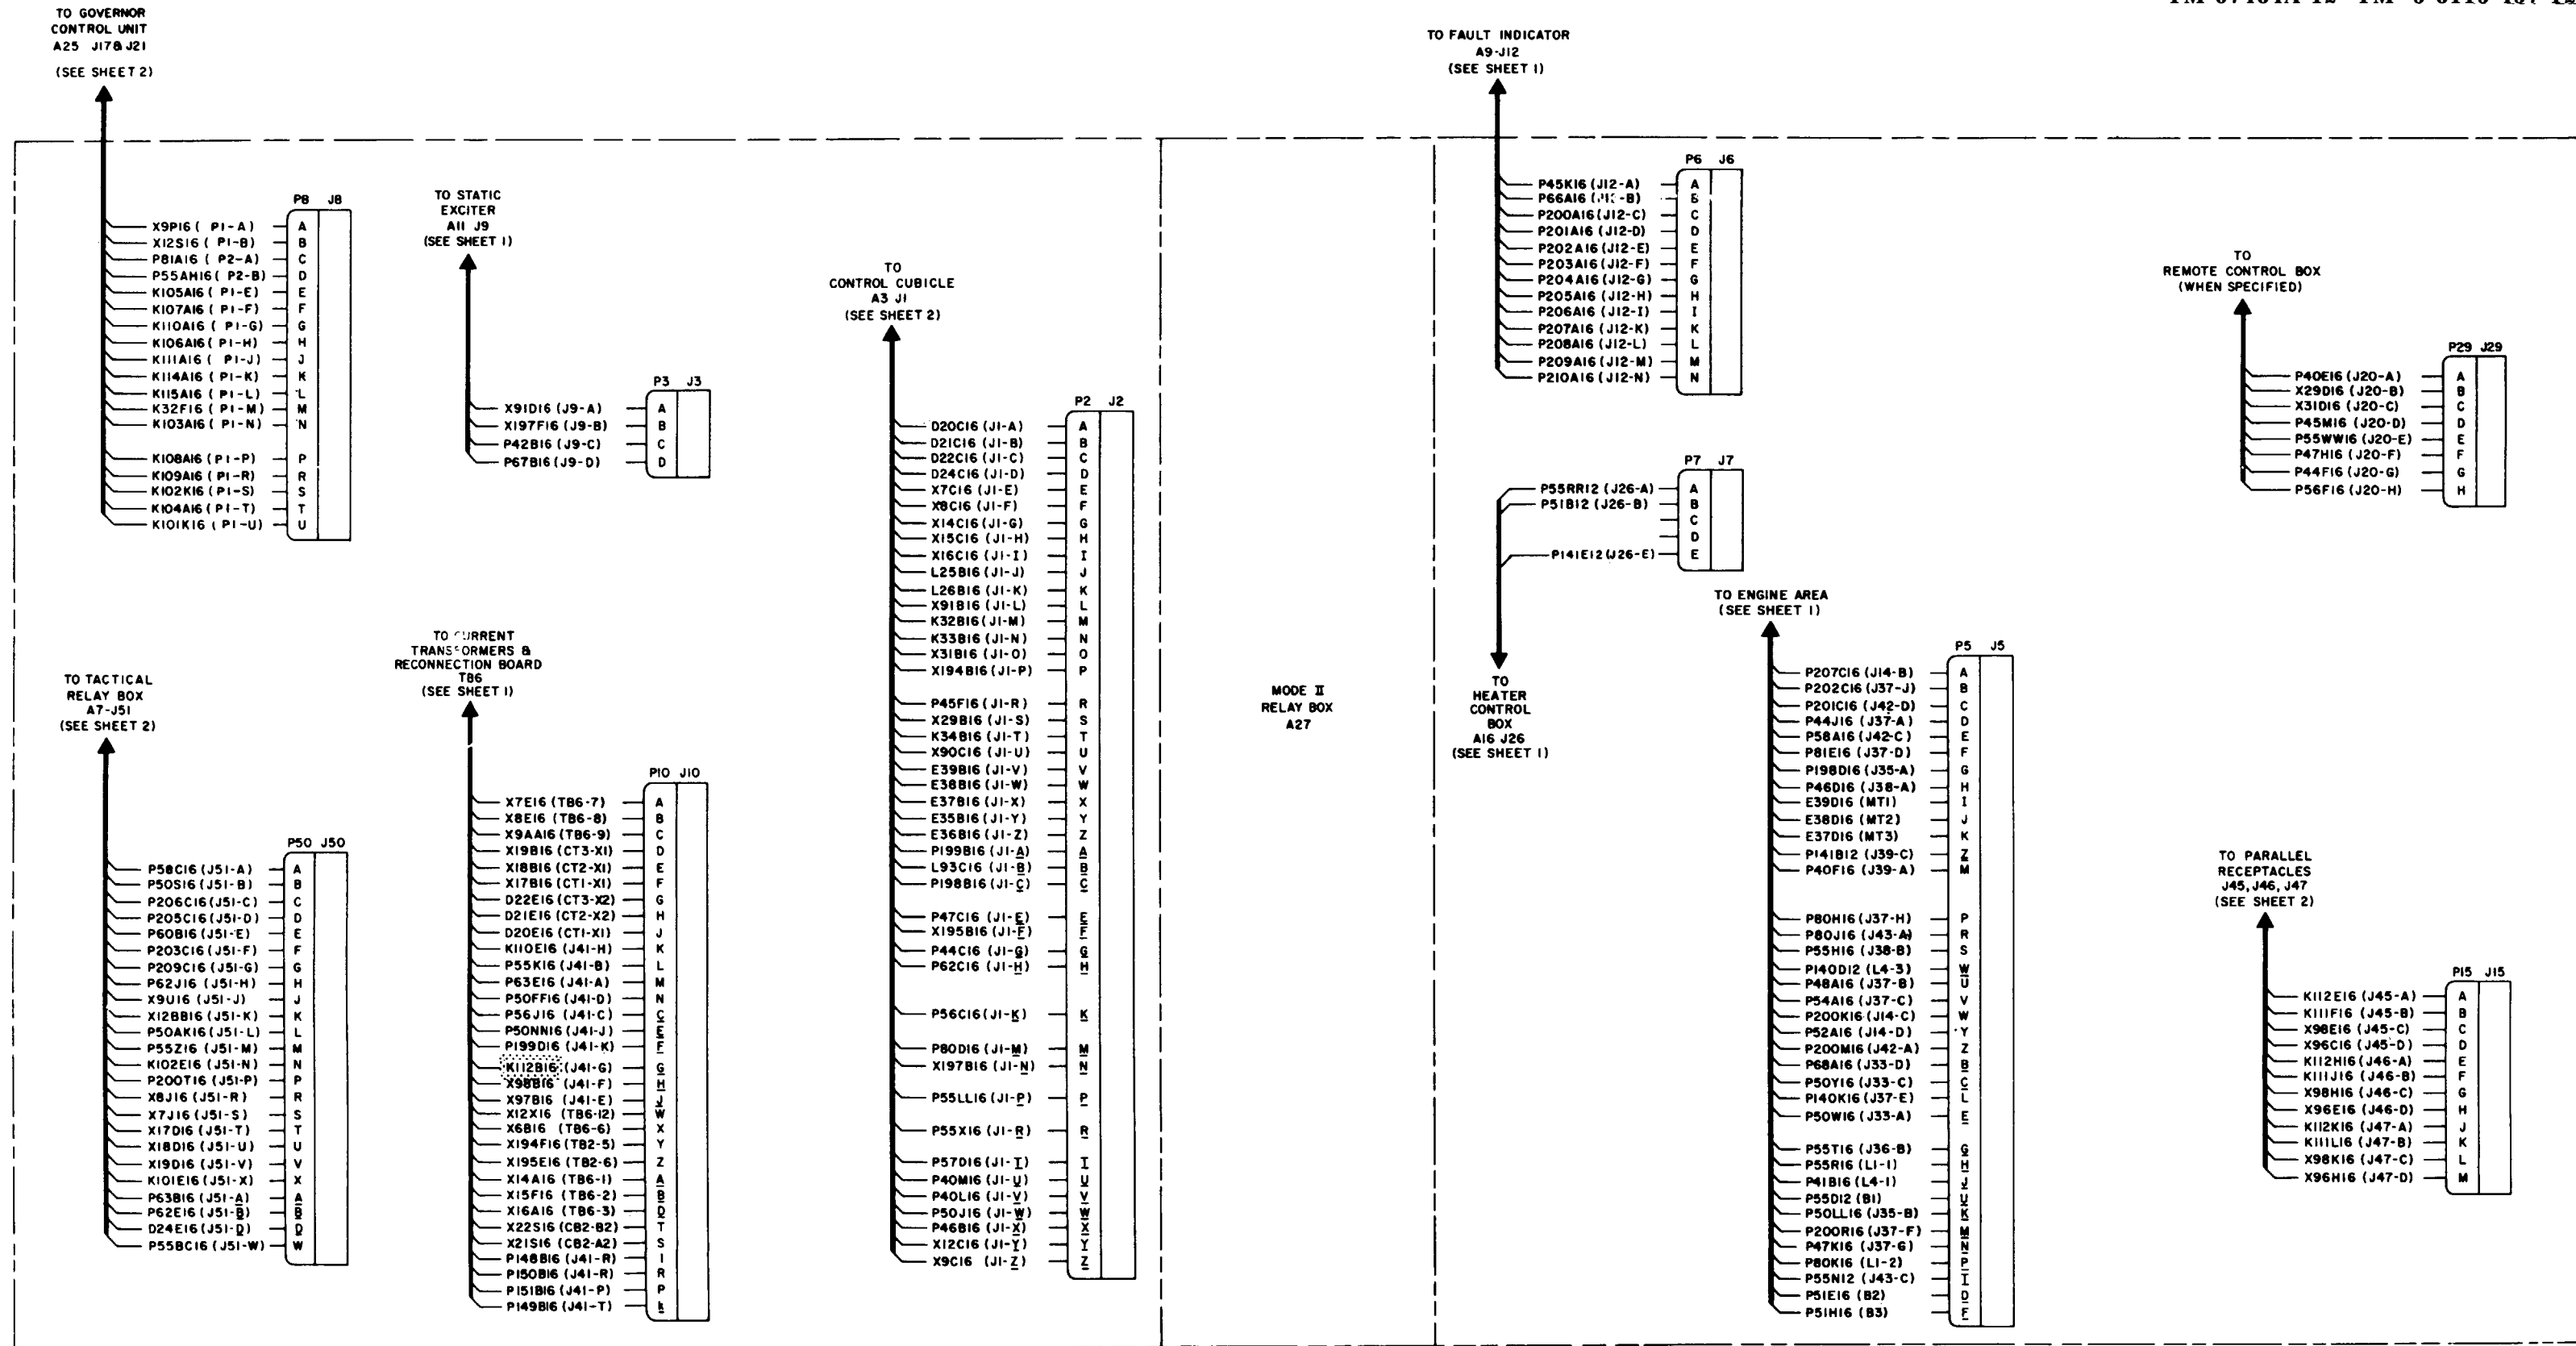 TO GOVERNOR
CONTROL UNIT
A25 J17& J21
(SEE SHEET 2)
P8 J8
X9P16 ( P1-A) A
X12S16 ( P1-B) B
P81A16 ( P2-A) C
P55AH16 ( P2-B) D
K105A16 ( P1-E) E
K107A16 ( P1-F) F
K110A16 ( P1-G) G
K106A16 ( P1-H) H
K111A16 ( P1-J) J
K114A16 ( P1-K) K
K115A16 ( P1-L) L
K32F16 ( P1-M) M
K103A16 ( P1-N) N
K108A16 ( P1-P) P
K109A16 ( P1-R) R
K102K16 ( P1-S) S
K104A16 ( P1-T) T
K101K16 ( P1-U) U
TO STATIC
EXCITER
A11 J9
(SEE SHEET 1)
P3 J3
X91D16 (J9-A) A
X197F16 (J9-B) B
P42B16 (J9-C) C
P67B16 (J9-D) D
TO TACTICAL
RELAY BOX
A7-J51
(SEE SHEET 2)
P50 J50
P58C16 (J51-A) A
P50S16 (J51-B) B
P206C16 (J51-C) C
P205C16 (J51-D) D
P60B16 (J51-E) E
P203C16 (J51-F) F
P209C16 (J51-G) G
P62J16 (J51-H) H
X9U16 (J51-J) J
X12BB16 (J51-K) K
P50AK16 (J51-L) L
P55Z16 (J51-M) M
K102E16 (J51-N) N
P200T16 (J51-P) P
X8J16 (J51-R) R
X7J16 (J51-S) S
X17D16 (J51-T) T
X18D16 (J51-U) U
X19D16 (J51-V) V
K101E16 (J51-X) X
P63B16 (J51-A) A
P62E16 (J51-B) B
D24E16 (J51-D) D
P55BC16 (J51-W) W
TO CURRENT
TRANSFORMERS &
RECONNECTION BOARD
TB6
(SEE SHEET 1)
P10 J10
X7E16 (TB6-7) A
X8E16 (TB6-8) B
X9AA16 (TB6-9) C
X19B16 (CT3-X1) D
X18B16 (CT2-X1) E
X17B16 (CT1-X1) F
D22E16 (CT3-X2) G
D21E16 (CT2-X2) H
D20E16 (CT1-X1) J
K110E16 (J41-H) K
P55K16 (J41-B) L
P63E16 (J41-A) M
P50FF16 (J41-D) N
P56J16 (J41-C) C
P50NN16 (J41-J) E
P199D16 (J41-K) F
K112B16 (J41-G) G
X98B16 (J41-F) H
X97B16 (J41-E) J
X12X16 (TB6-12) W
X6B16 (TB6-6) X
X194F16 (TB2-5) Y
X195E16 (TB2-6) Z
X14A16 (TB6-1) A
X15F16 (TB6-2) B
X16A16 (TB6-3) D
X22S16 (CB2-B2) T
X21S16 (CB2-A2) S
P148B16 (J41-R) I
P150B16 (J41-R) R
P151B16 (J41-P) P
P149B16 (J41-T) k
TO
CONTROL CUBICLE
A3 J1
(SEE SHEET 2)
P2 J2
D20C16 (J1-A) A
D21C16 (J1-B) B
D22C16 (J1-C) C
D24C16 (J1-D) D
X7C16 (J1-E) E
X8C16 (J1-F) F
X14C16 (J1-G) G
X15C16 (J1-H) H
X16C16 (J1-I) I
L25B16 (J1-J) J
L26B16 (J1-K) K
X91B16 (J1-L) L
K32B16 (J1-M) M
K33B16 (J1-N) N
X31B16 (J1-O) O
X194B16 (J1-P) P
P45F16 (J1-R) R
X29B16 (J1-S) S
K34B16 (J1-T) T
X90C16 (J1-U) U
E39B16 (J1-V) V
E38B16 (J1-W) W
E37B16 (J1-X) X
E35B16 (J1-Y) Y
E36B16 (J1-Z) Z
P199B16 (J1-A) A
L93C16 (J1-B) B
P198B16 (J1-C) C
P47C16 (J1-E) E
X195B16 (J1-F) F
P44C16 (J1-G) G
P62C16 (J1-H) H
P56C16 (J1-K) K
P80D16 (J1-M) M
X197B16 (J1-N) N
P55LL16 (J1-P) P
P55X16 (J1-R) R
P57D16 (J1-T) T
P40M16 (J1-U) U
P40L16 (J1-V) V
P50J16 (J1-W) W
P46B16 (J1-X) X
X12C16 (J1-Y) Y
X9C16 (J1-Z) Z
MODE II
RELAY BOX
A27
TO FAULT INDICATOR
A9-J12
(SEE SHEET 1)
P6 J6
P45K16 (J12-A) A
P66A16 -B)
P200A16 (J12-C) C
P201A16 (J12-D) D
P202A16 (J12-E) E
P203A16 (J12-F) F
P204A16 (J12-G) G
P205A16 (J12-H) H
P206A16 (J12-I) I
P207A16 (J12-K) K
P208A16 (J12-L) L
P209A16 (J12-M) M
P210A16 (J12-N) N
P7 J7
P55RR12 (J26-A) A
P51B12 (J26-B) B
C
D
P141E12 (J26-E) E
TO
HEATER
CONTROL
BOX
A16 J26
(SEE SHEET 1)
TO ENGINE AREA
(SEE SHEET 1)
P5 J5
P207C16 (J14-B) A
P202C16 (J37-J) B
P201C16 (J42-D) C
P44J16 (J37-A) D
P58A16 (J42-C) E
P81E16 (J37-D) F
P198D16 (J35-A) G
P46D16 (J38-A) H
E39D16 (MT1) I
E38D16 (MT2) J
E37D16 (MT3) K
P141B12 (J39-C) Z
P40F16 (J39-A) M
P80H16 (J37-H) P
P80J16 (J43-A) R
P55H16 (J38-B) S
P140D12 (L4-3) W
P48A16 (J37-B) U
P54A16 (J37-C) V
P200K16 (J14-C) W
P52A16 (J14-D) Y
P200M16 (J42-A) Z
P68A16 (J33-D) B
P50Y16 (J33-C) C
P140K16 (J37-E) L
P50W16 (J33-A) E
P55T16 (J36-B) G
P55R16 (L1-1) H
P41B16 (L4-1) J
P55D12 (B1) U
P50LL16 (J35-B) K
P200R16 (J37-F) M
P47K16 (J37-G) N
P80K16 (L1-2) P
P55N12 (J43-C) T
P51E16 (B2) D
P51H16 (B3) F
TO
REMOTE CONTROL BOX
(WHEN SPECIFIED)
P29 J29
P40E16 (J20-A) A
X29D16 (J20-B) B
X31D16 (J20-C) C
P45M16 (J20-D) D
P55WW16 (J20-E) E
P47H16 (J20-F) F
P44F16 (J20-G) G
P56F16 (J20-H) H
TO PARALLEL
RECEPTACLES
J45, J46, J47
(SEE SHEET 2)
P15 J15
K112E16 (J45-A) A
K111F16 (J45-B) B
X98E16 (J45-C) C
X96C16 (J45-D) D
K112H16 (J46-A) E
K111J16 (J46-B) F
X98H16 (J46-C) G
X96E16 (J46-D) H
K112K16 (J47-A) J
K111L16 (J47-B) K
X98K16 (J47-C) L
X96H16 (J47-D) M